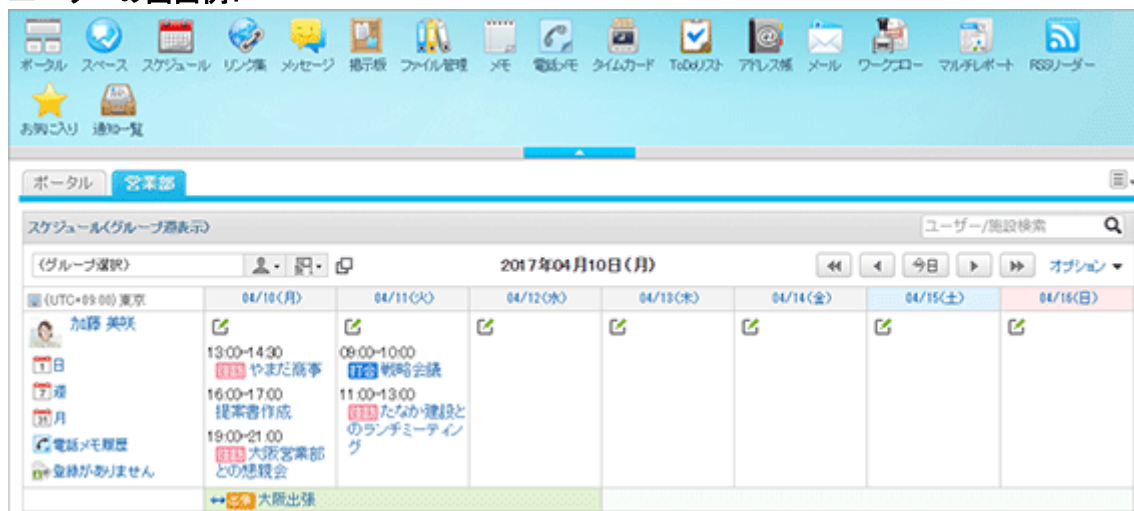 ポータル スペース スケジュール リンク集 メッセージ 掲示板 ファイル管理 メモ 電話メモ タイムカード ToDoリスト アドレス帳 メール ワークフロー マルチレポート RSSリーダー
お気に入り 通知一覧
ポータル 営業部
スケジュール(グループ週表示) ユーザー/施設検索
(グループ選択) 2017年04月10日(月) 今日 オプション
(UTC+09:00) 東京 04/10(月) 04/11(火) 04/12(水) 04/13(木) 04/14(金) 04/15(土) 04/16(日)
加藤 美咲
日
週
月
電話メモ履歴
登録がありません
13:00-14:30
往訪 やまだ商事
16:00-17:00
提案書作成
19:00-21:00
往訪 大阪営業部
との懇親会
09:00-10:00
打合 戦略会議
11:00-13:00
往訪 たなか建設と
のランチミーティン
グ
出張 大阪出張